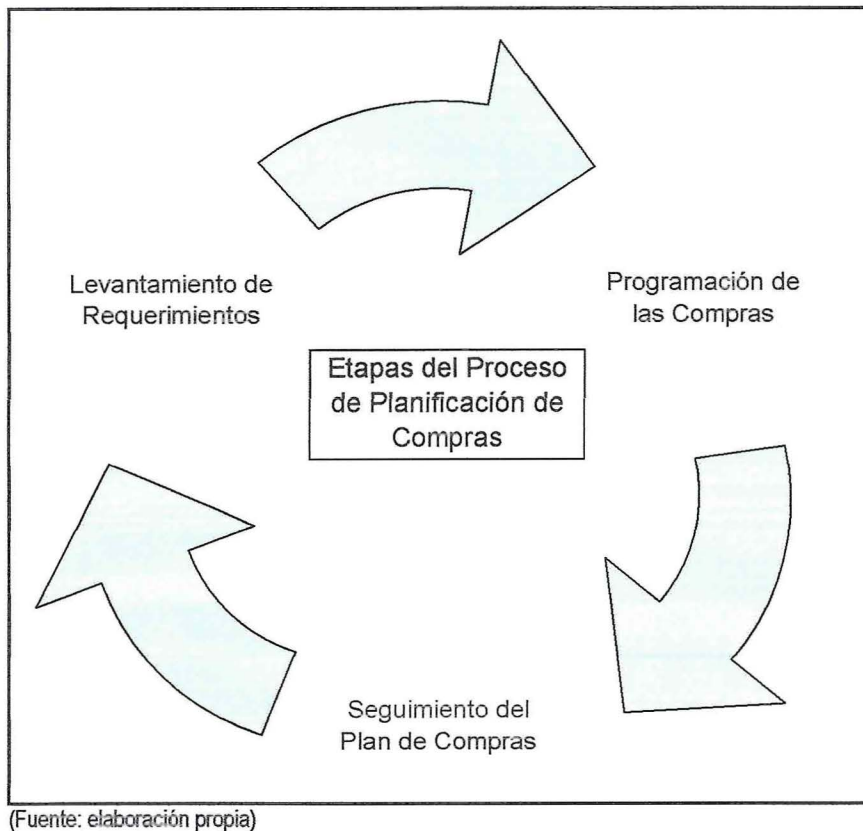 Levantamiento de
Requerimientos
Programación de
las Compras
Etapas del Proceso
de Planificación de
Compras
Seguimiento del
Plan de Compras
(Fuente: elaboración propia)